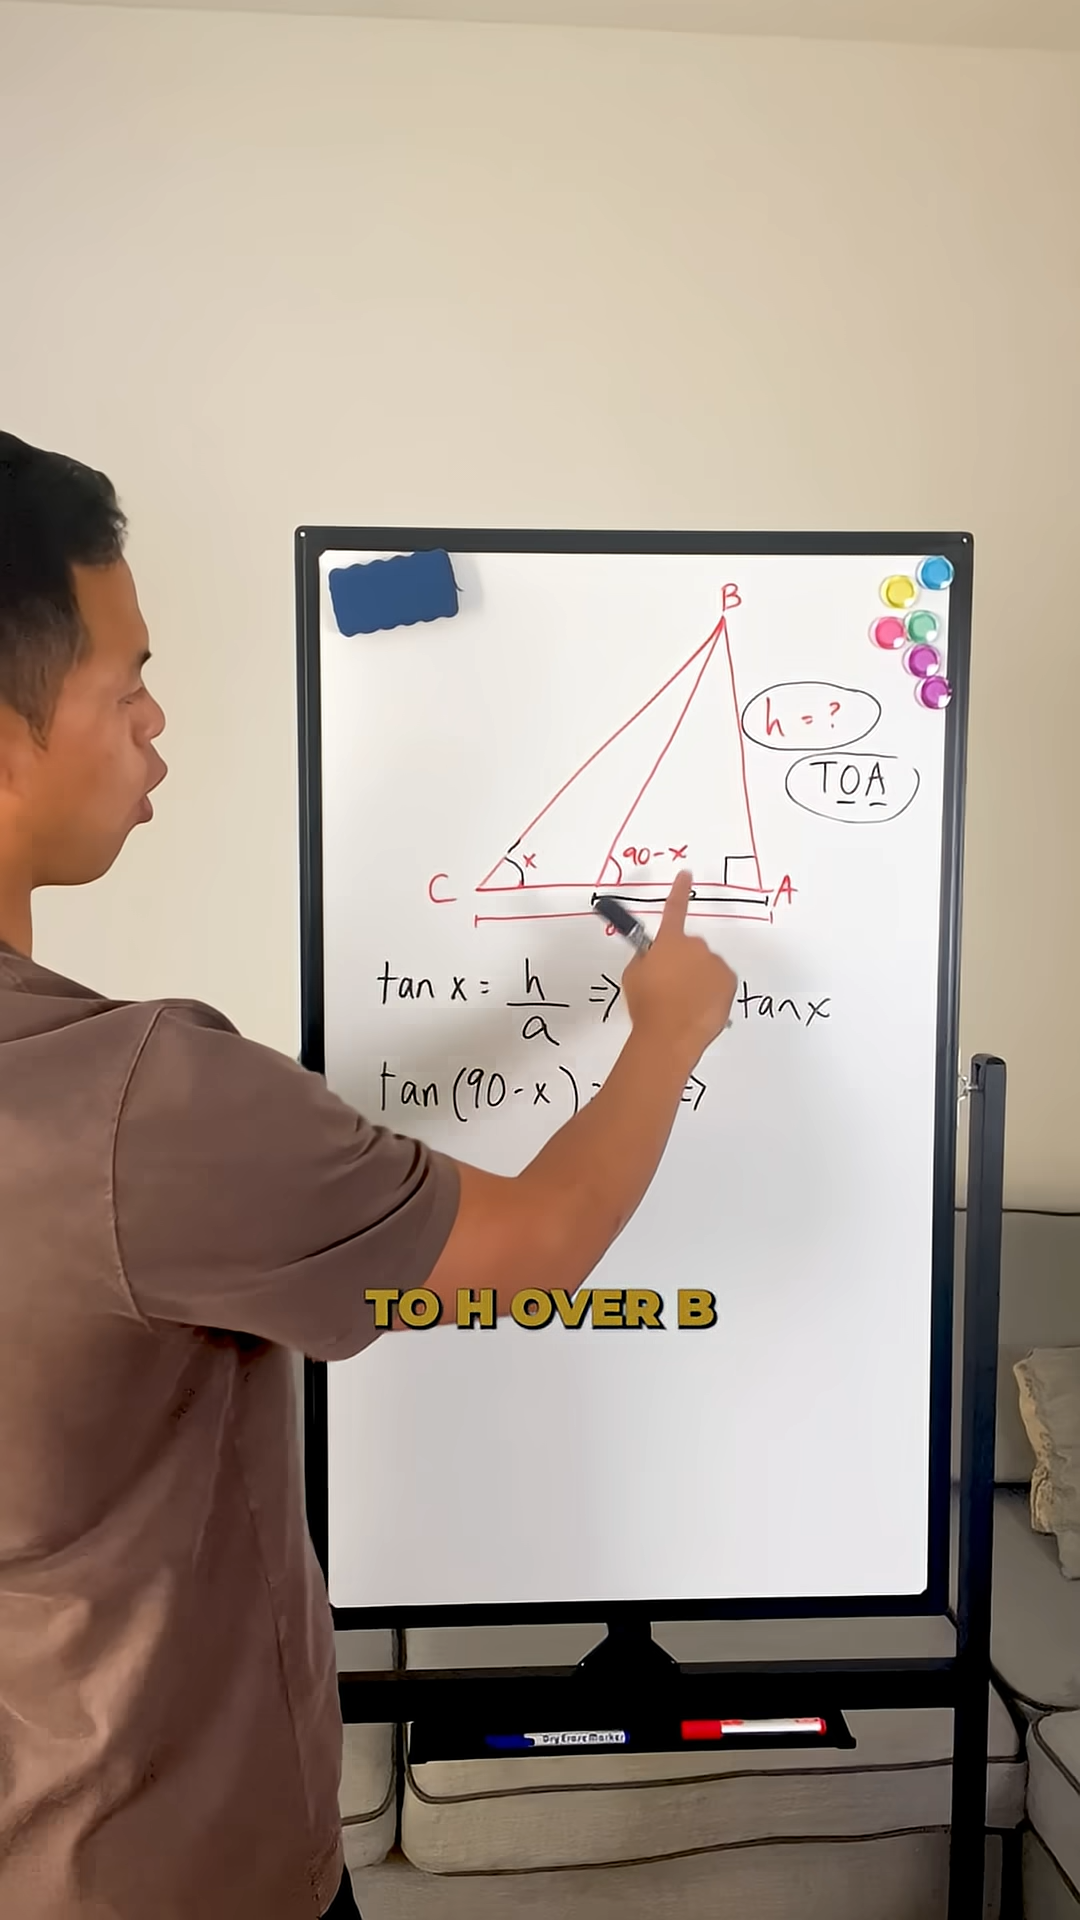 B
h = ?
TOA
x
90-x
C
A
tan x = h/a ⇒ tanx
tan (90-x) = ⇒
TO H OVER B
Dry Erase Marker